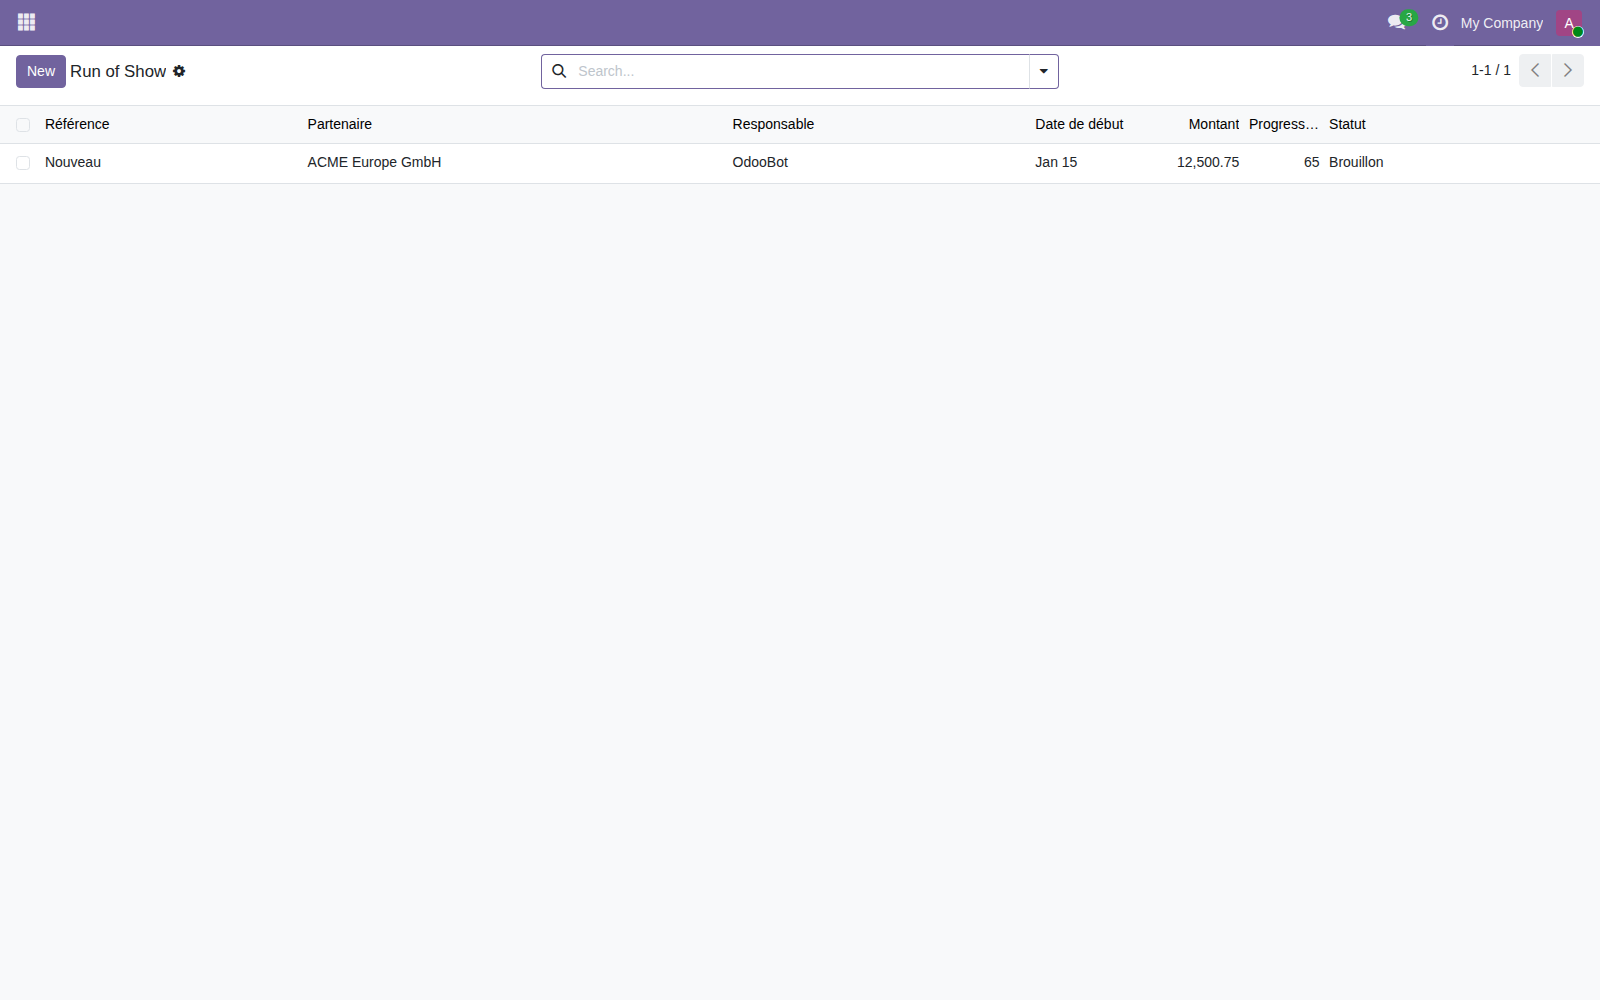 3 My Company A
New Run of Show Search... 1-1 / 1
Référence Partenaire Responsable Date de début Montant Progress… Statut
Nouveau ACME Europe GmbH OdooBot Jan 15 12,500.75 65 Brouillon